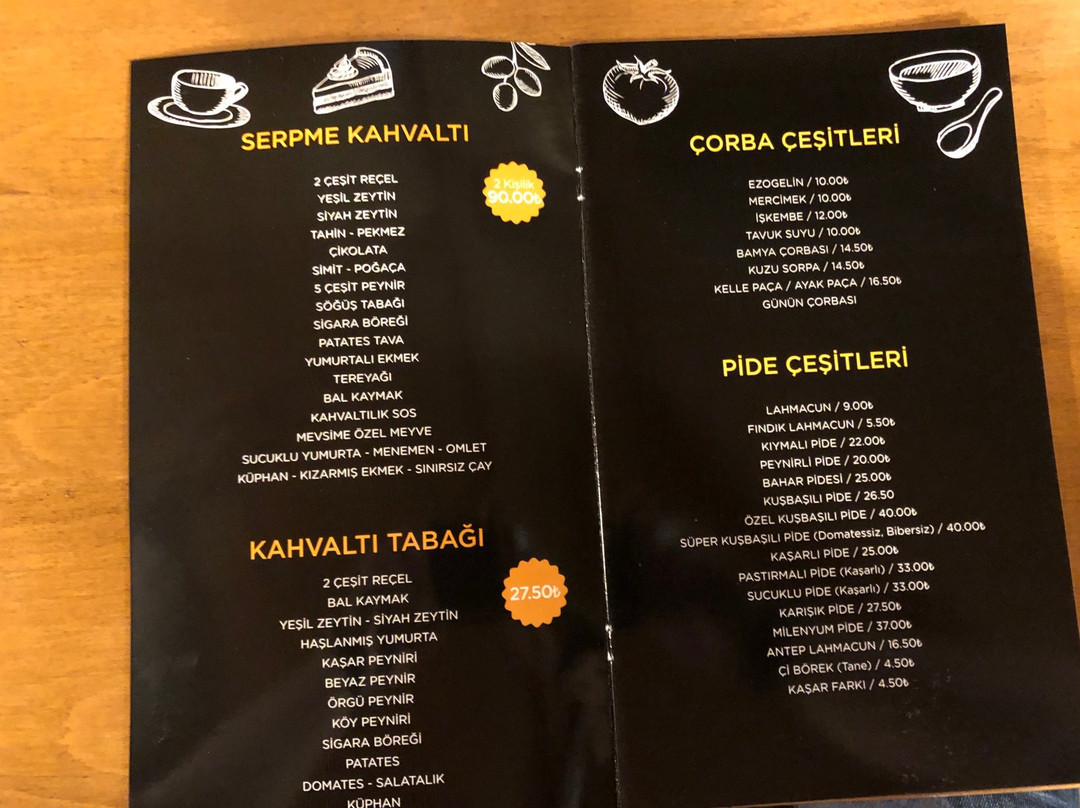 SERPME KAHVALTI
2 Kişilik
90.00₺
2 ÇEŞİT REÇEL
YEŞİL ZEYTİN
SİYAH ZEYTİN
TAHİN - PEKMEZ
ÇİKOLATA
SİMİT - POĞAÇA
5 ÇEŞİT PEYNİR
SÖĞÜŞ TABAĞI
SİGARA BÖREĞİ
PATATES TAVA
YUMURTALI EKMEK
TEREYAĞI
BAL KAYMAK
KAHVALTILIK SOS
MEVSİME ÖZEL MEYVE
SUCUKLU YUMURTA - MENEMEN - OMLET
KÜPHAN - KIZARMIŞ EKMEK - SINIRSIZ ÇAY
KAHVALTI TABAĞI
27.50₺
2 ÇEŞİT REÇEL
BAL KAYMAK
YEŞİL ZEYTİN - SİYAH ZEYTİN
HAŞLANMIŞ YUMURTA
KAŞAR PEYNİRİ
BEYAZ PEYNİR
ÖRGÜ PEYNİR
KÖY PEYNİRİ
SİGARA BÖREĞİ
PATATES
DOMATES - SALATALIK
KÜPHAN
ÇORBA ÇEŞİTLERİ
EZOGELİN / 10.00₺
MERCİMEK / 10.00₺
İŞKEMBE / 12.00₺
TAVUK SUYU / 10.00₺
BAMYA ÇORBASI / 14.50₺
KUZU SORPA / 14.50₺
KELLE PAÇA / AYAK PAÇA / 16.50₺
GÜNÜN ÇORBASI
PİDE ÇEŞİTLERİ
LAHMACUN / 9.00₺
FINDIK LAHMACUN / 5.50₺
KIYMALI PİDE / 22.00₺
PEYNİRLİ PİDE / 20.00₺
BAHAR PİDESİ / 25.00₺
KUŞBAŞILI PİDE / 26.50
ÖZEL KUŞBAŞILI PİDE / 40.00₺
SÜPER KUŞBAŞILI PİDE (Domatessiz, Bibersiz) / 40.00₺
KAŞARLI PİDE / 25.00₺
PASTIRMALI PİDE (Kaşarlı) / 33.00₺
SUCUKLU PİDE (Kaşarlı) / 33.00₺
KARIŞIK PİDE / 27.50₺
MİLENYUM PİDE / 37.00₺
ANTEP LAHMACUN / 16.50₺
Çİ BÖREK (Tane) / 4.50₺
KAŞAR FARKI / 4.50₺